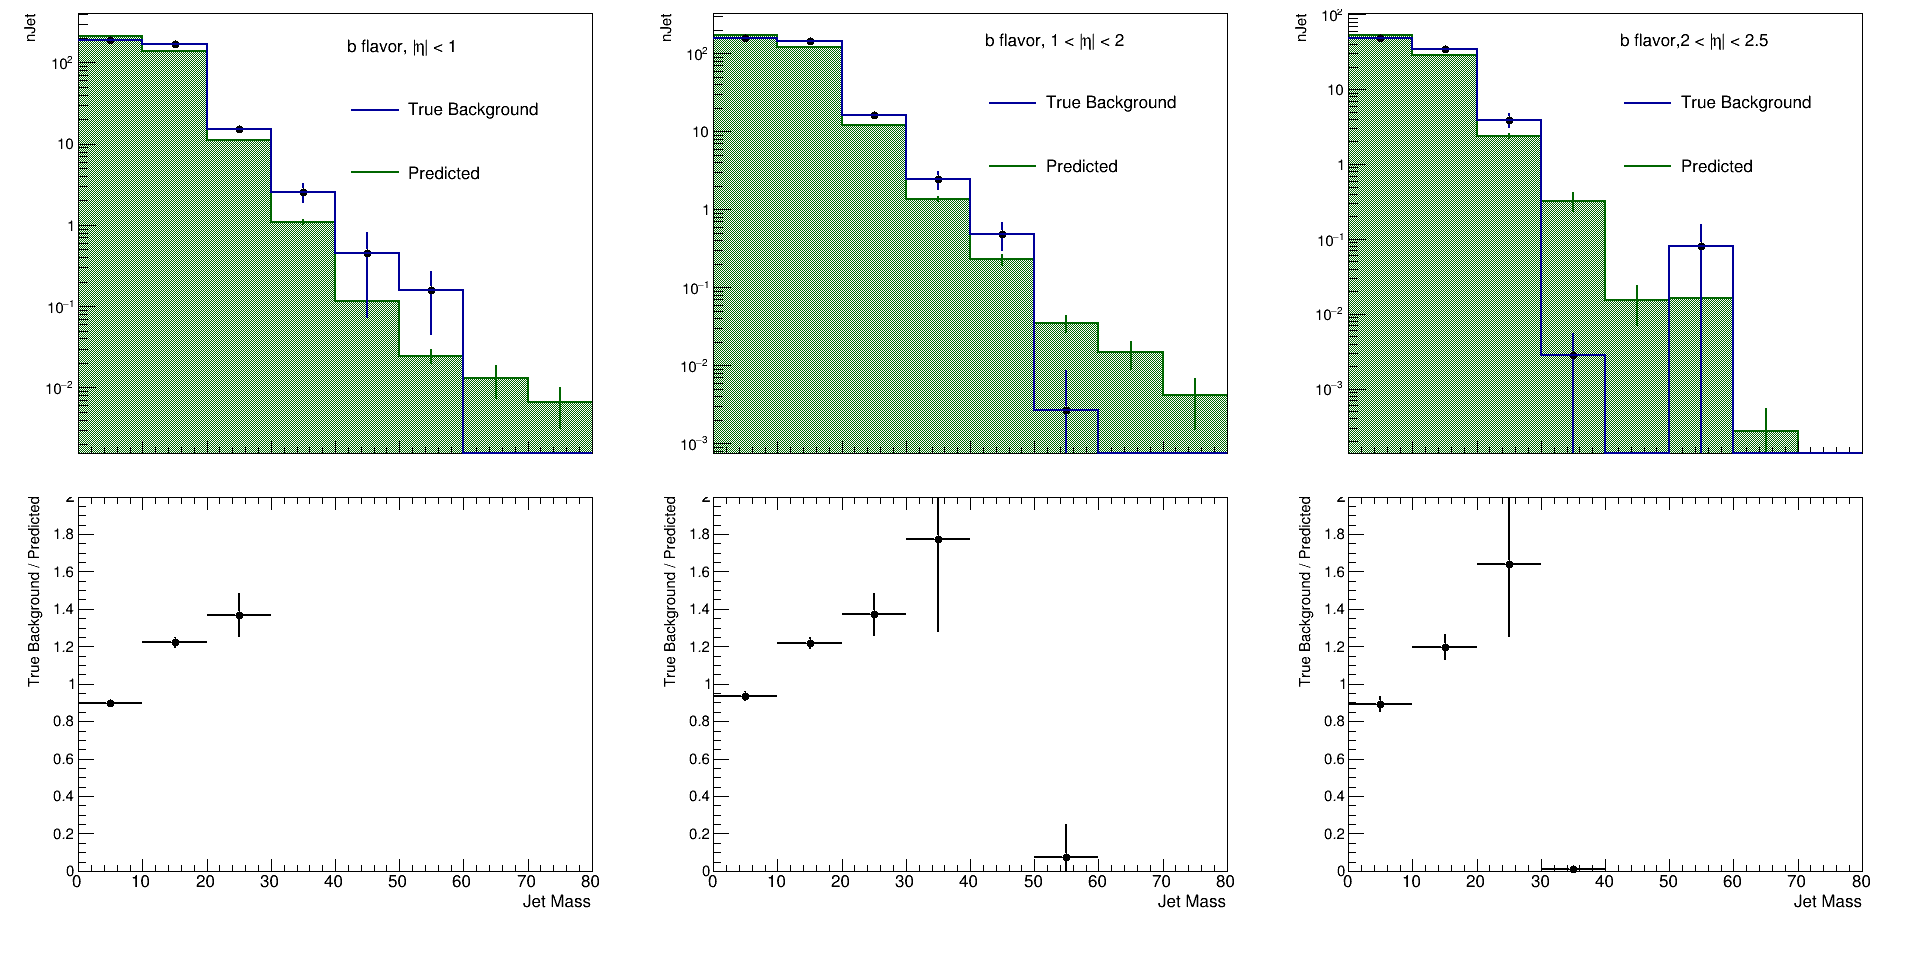 nJet
b flavor, |η| < 1
True Background
Predicted
10²
10
1
10⁻¹
10⁻²
nJet
b flavor, 1 < |η| < 2
True Background
Predicted
10²
10
1
10⁻¹
10⁻²
10⁻³
nJet
b flavor,2 < |η| < 2.5
True Background
Predicted
10²
10
1
10⁻¹
10⁻²
10⁻³
True Background / Predicted
2
1.8
1.6
1.4
1.2
1
0.8
0.6
0.4
0.2
0
0 10 20 30 40 50 60 70 80
Jet Mass
True Background / Predicted
2
1.8
1.6
1.4
1.2
1
0.8
0.6
0.4
0.2
0
0 10 20 30 40 50 60 70 80
Jet Mass
True Background / Predicted
2
1.8
1.6
1.4
1.2
1
0.8
0.6
0.4
0.2
0
0 10 20 30 40 50 60 70 80
Jet Mass